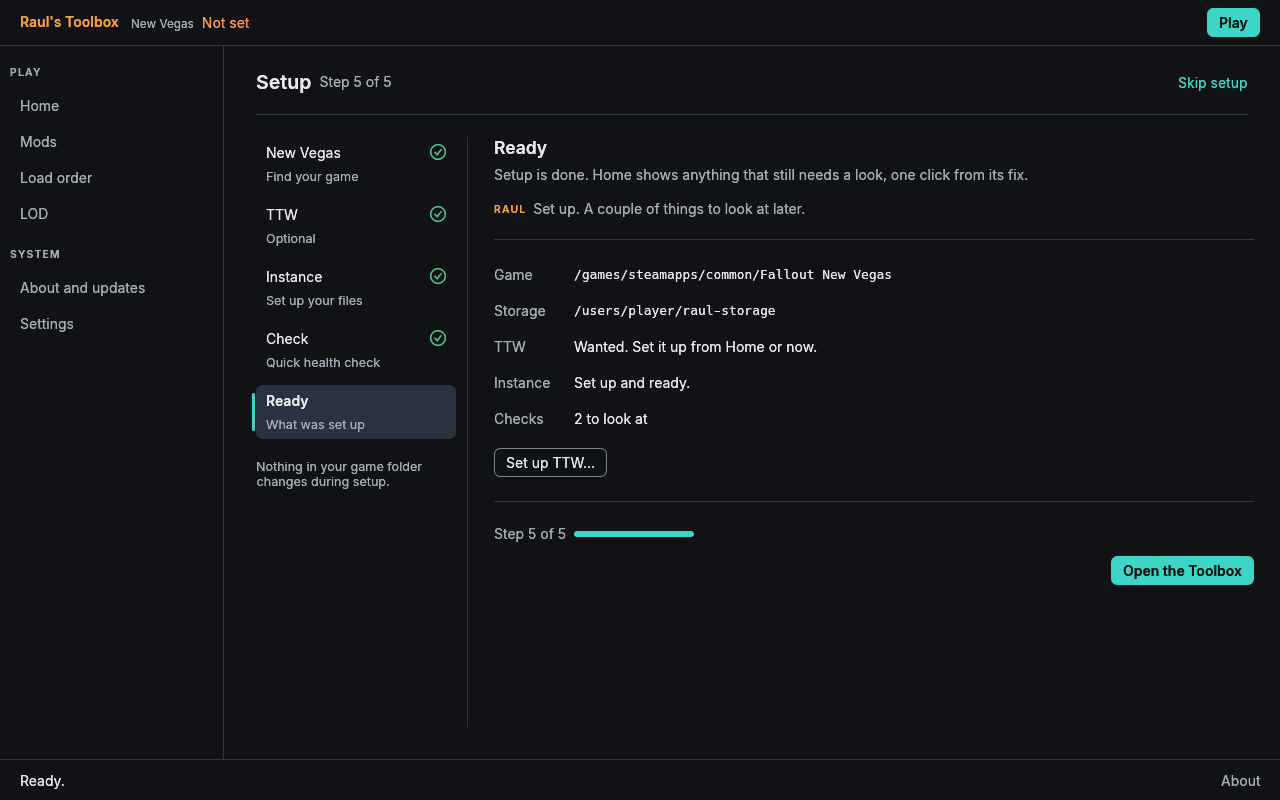 Raul's Toolbox New Vegas Not set
Play
PLAY
Home
Mods
Load order
LOD
SYSTEM
About and updates
Settings
Setup Step 5 of 5
Skip setup
New Vegas
Find your game
TTW
Optional
Instance
Set up your files
Check
Quick health check
Ready
What was set up
Nothing in your game folder
changes during setup.
Ready
Setup is done. Home shows anything that still needs a look, one click from its fix.
RAUL Set up. A couple of things to look at later.
Game /games/steamapps/common/Fallout New Vegas
Storage /users/player/raul-storage
TTW Wanted. Set it up from Home or now.
Instance Set up and ready.
Checks 2 to look at
Set up TTW...
Step 5 of 5
Open the Toolbox
Ready.
About